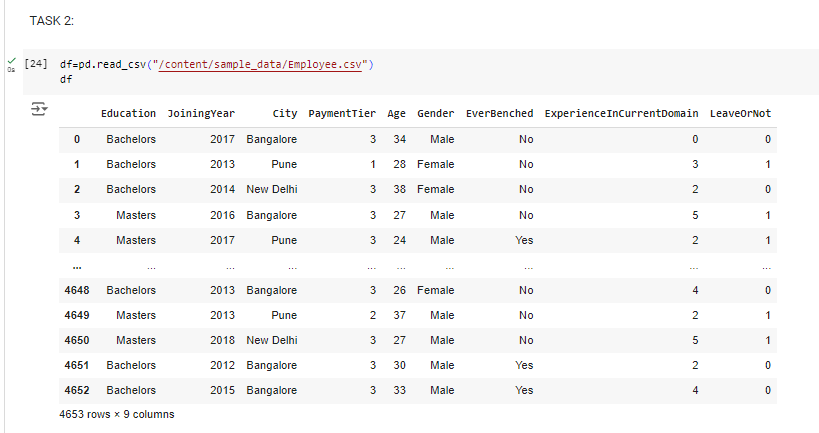 TASK 2:
[24] df=pd.read_csv("/content/sample_data/Employee.csv")
0s
df
Education JoiningYear City PaymentTier Age Gender EverBenched ExperienceInCurrentDomain LeaveOrNot
0 Bachelors 2017 Bangalore 3 34 Male No 0 0
1 Bachelors 2013 Pune 1 28 Female No 3 1
2 Bachelors 2014 New Delhi 3 38 Female No 2 0
3 Masters 2016 Bangalore 3 27 Male No 5 1
4 Masters 2017 Pune 3 24 Male Yes 2 1
... ... ... ... ... ... ... ... ... ...
4648 Bachelors 2013 Bangalore 3 26 Female No 4 0
4649 Masters 2013 Pune 2 37 Male No 2 1
4650 Masters 2018 New Delhi 3 27 Male No 5 1
4651 Bachelors 2012 Bangalore 3 30 Male Yes 2 0
4652 Bachelors 2015 Bangalore 3 33 Male Yes 4 0
4653 rows × 9 columns